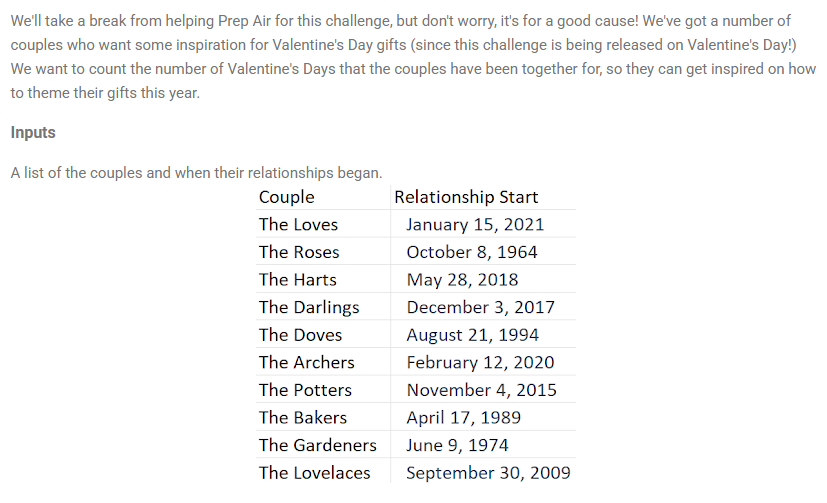 We'll take a break from helping Prep Air for this challenge, but don't worry, it's for a good cause! We've got a number of
couples who want some inspiration for Valentine's Day gifts (since this challenge is being released on Valentine's Day!)
We want to count the number of Valentine's Days that the couples have been together for, so they can get inspired on how
to theme their gifts this year.
Inputs
A list of the couples and when their relationships began.
Couple Relationship Start
The Loves January 15, 2021
The Roses October 8, 1964
The Harts May 28, 2018
The Darlings December 3, 2017
The Doves August 21, 1994
The Archers February 12, 2020
The Potters November 4, 2015
The Bakers April 17, 1989
The Gardeners June 9, 1974
The Lovelaces September 30, 2009